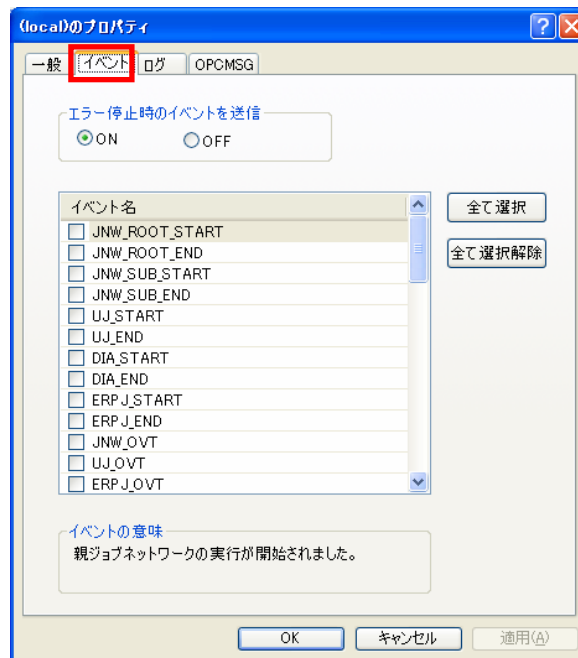 (local)のプロパティ
一般 イベント ログ OPCMSG
エラー停止時のイベントを送信
ON OFF
イベント名
全て選択
JNW_ROOT_START
JNW_ROOT_END
全て選択解除
JNW_SUB_START
JNW_SUB_END
UJ_START
UJ_END
DIA_START
DIA_END
ERPJ_START
ERPJ_END
JNW_OVT
UJ_OVT
ERPJ_OVT
イベントの意味
親ジョブネットワークの実行が開始されました。
OK キャンセル 適用(A)